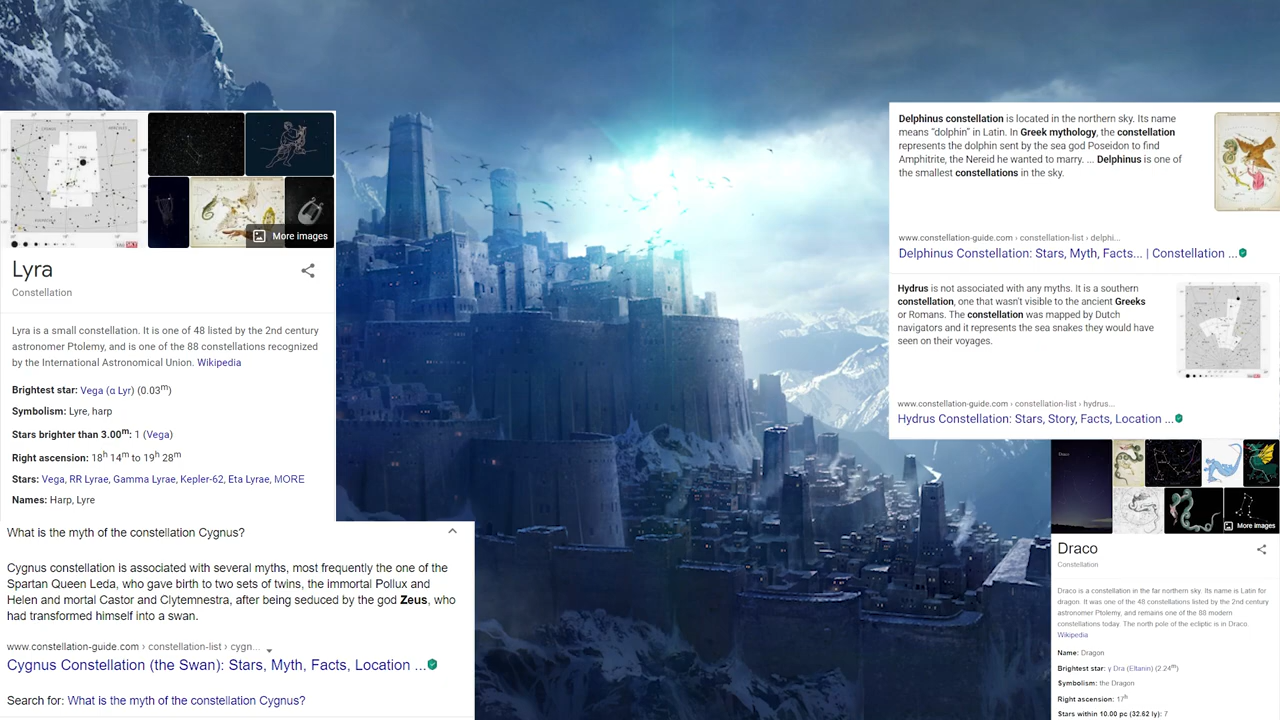 More images
Lyra
Constellation
Lyra is a small constellation. It is one of 48 listed by the 2nd century
astronomer Ptolemy, and is one of the 88 constellations recognized
by the International Astronomical Union. Wikipedia
Brightest star: Vega (α Lyr) (0.03m)
Symbolism: Lyre, harp
Stars brighter than 3.00m: 1 (Vega)
Right ascension: 18h 14m to 19h 28m
Stars: Vega, RR Lyrae, Gamma Lyrae, Kepler-62, Eta Lyrae, MORE
Names: Harp, Lyre
What is the myth of the constellation Cygnus?
Cygnus constellation is associated with several myths, most frequently the one of the
Spartan Queen Leda, who gave birth to two sets of twins, the immortal Pollux and
Helen and mortal Castor and Clytemnestra, after being seduced by the god Zeus, who
had transformed himself into a swan.
www.constellation-guide.com › constellation-list › cygn...
Cygnus Constellation (the Swan): Stars, Myth, Facts, Location ...
Search for: What is the myth of the constellation Cygnus?
Delphinus constellation is located in the northern sky. Its name
means "dolphin" in Latin. In Greek mythology, the constellation
represents the dolphin sent by the sea god Poseidon to find
Amphitrite, the Nereid he wanted to marry. ... Delphinus is one of
the smallest constellations in the sky.
www.constellation-guide.com › constellation-list › delphi...
Delphinus Constellation: Stars, Myth, Facts... | Constellation ...
Hydrus is not associated with any myths. It is a southern
constellation, one that wasn't visible to the ancient Greeks
or Romans. The constellation was mapped by Dutch
navigators and it represents the sea snakes they would have
seen on their voyages.
www.constellation-guide.com › constellation-list › hydrus...
Hydrus Constellation: Stars, Story, Facts, Location ...
Draco
More images
Draco
Constellation
Draco is a constellation in the far northern sky. Its name is Latin for
dragon. It was one of the 48 constellations listed by the 2nd century
astronomer Ptolemy, and remains one of the 88 modern
constellations today. The north pole of the ecliptic is in Draco.
Wikipedia
Name: Dragon
Brightest star: γ Dra (Eltanin) (2.24m)
Symbolism: the Dragon
Right ascension: 17h
Stars within 10.00 pc (32.62 ly): 7